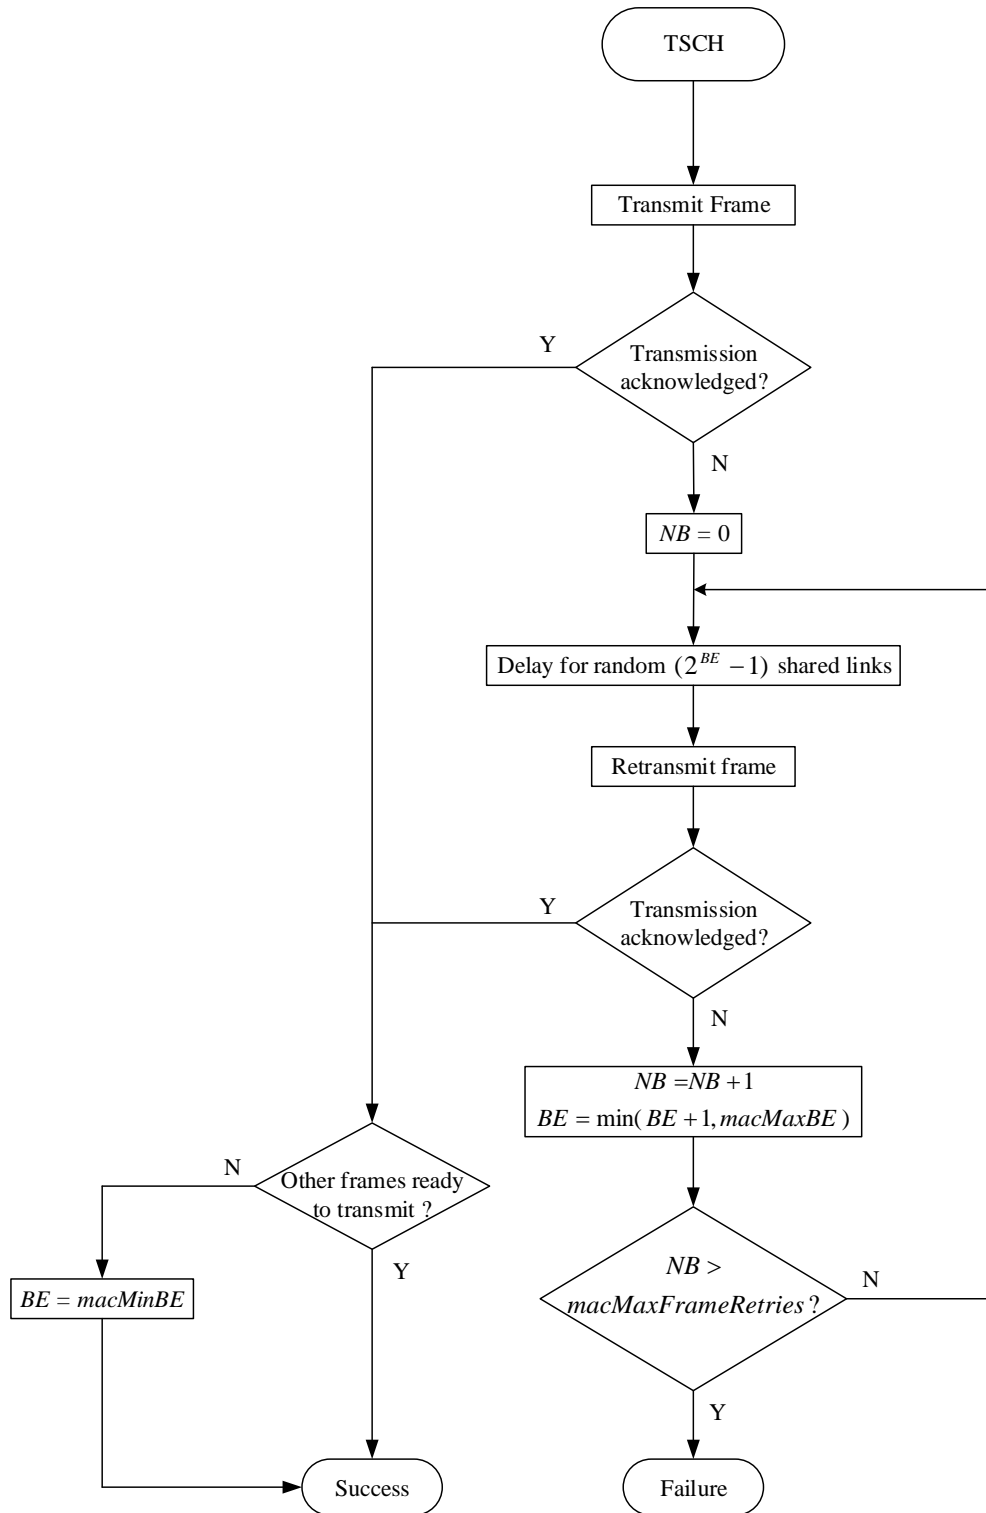 TSCH
Transmit Frame
Y
Transmission
acknowledged?
N
NB = 0
Delay for random (2^BE − 1) shared links
Retransmit frame
Y
Transmission
acknowledged?
N
NB =NB +1
BE = min( BE +1, macMaxBE )
N
Other frames ready
to transmit ?
Y
BE = macMinBE
NB >
macMaxFrameRetries ?
N
Y
Success
Failure